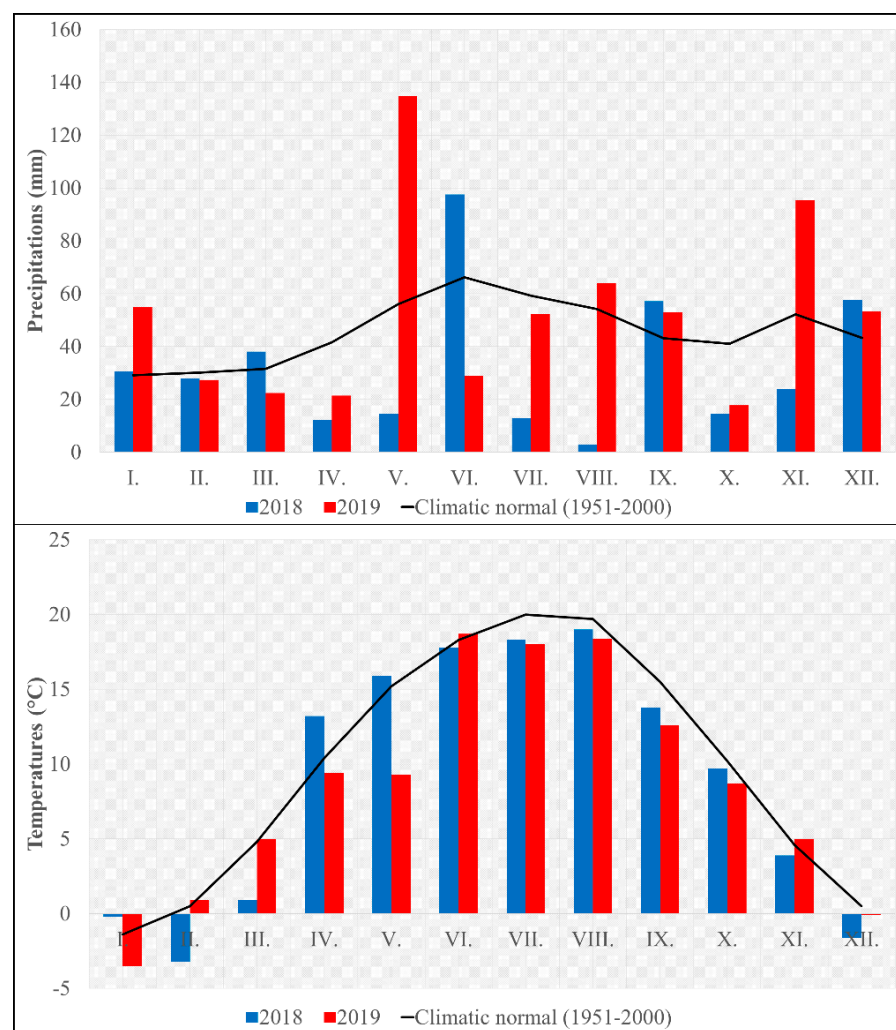 160
140
120
100
80
60
40
20
0
Precipitations (mm)
I. II. III. IV. V. VI. VII. VIII. IX. X. XI. XII.
2018 2019 Climatic normal (1951-2000)
25
20
15
10
5
0
-5
Temperatures (°C)
I. II. III. IV. V. VI. VII. VIII. IX. X. XI. XII.
2018 2019 Climatic normal (1951-2000)